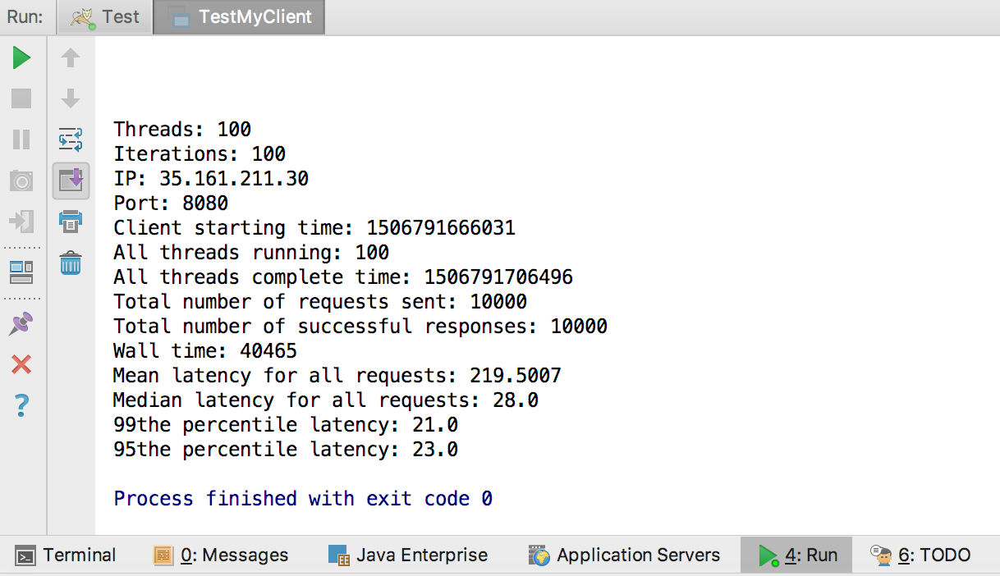 Run: Test TestMyClient
Threads: 100
Iterations: 100
IP: 35.161.211.30
Port: 8080
Client starting time: 1506791666031
All threads running: 100
All threads complete time: 1506791706496
Total number of requests sent: 10000
Total number of successful responses: 10000
Wall time: 40465
Mean latency for all requests: 219.5007
Median latency for all requests: 28.0
99the percentile latency: 21.0
95the percentile latency: 23.0
Process finished with exit code 0
Terminal 0: Messages Java Enterprise Application Servers 4: Run 6: TODO